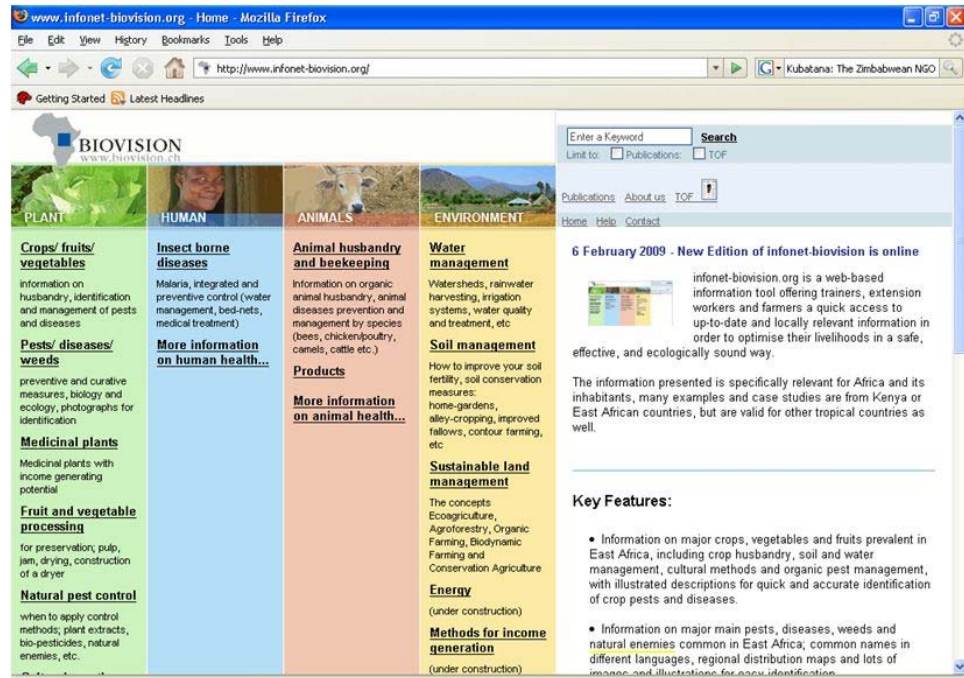 www.infonet-biovision.org - Home - Mozilla Firefox
File Edit View History Bookmarks Tools Help
http://www.infonet-biovision.org/
Kubatana: The Zimbabwean NGO
Getting Started Latest Headlines
BIOVISION
www.biovision.ch
PLANT
Crops/ fruits/
vegetables
information on
husbandry, identification
and management of pests
and diseases
Pests/ diseases/
weeds
preventive and curative
measures, biology and
ecology, photographs for
identification
Medicinal plants
Medicinal plants with
income generating
potential
Fruit and vegetable
processing
for preservation; pulp,
jam, drying, construction
of a dryer
Natural pest control
when to apply control
methods; plant extracts,
bio-pesticides, natural
enemies, etc.
HUMAN
Insect borne
diseases
Malaria, integrated and
preventive control (water
management, bed-nets,
medical treatment)
More information
on human health...
ANIMALS
Animal husbandry
and beekeeping
Information on organic
animal husbandry, animal
diseases prevention and
management by species
(bees, chicken/poultry,
camels, cattle etc.)
Products
More information
on animal health...
ENVIRONMENT
Water
management
Watersheds, rainwater
harvesting, irrigation
systems, water quality
and treatment, etc
Soil management
How to improve your soil
fertility, soil conservation
measures:
home-gardens,
alley-cropping, improved
fallows, contour farming,
etc
Sustainable land
management
The concepts
Ecoagriculture,
Agroforestry, Organic
Farming, Biodynamic
Farming and
Conservation Agriculture
Energy
(under construction)
Methods for income
generation
(under construction)
Enter a Keyword Search
Limit to: Publications: TOF
Publications About us TOF
Home Help Contact
6 February 2009 - New Edition of infonet-biovision is online
infonet-biovision.org is a web-based
information tool offering trainers, extension
workers and farmers a quick access to
up-to-date and locally relevant information in
order to optimise their livelihoods in a safe,
effective, and ecologically sound way.
The information presented is specifically relevant for Africa and its
inhabitants, many examples and case studies are from Kenya or
East African countries, but are valid for other tropical countries as
well.
Key Features:
• Information on major crops, vegetables and fruits prevalent in
East Africa, including crop husbandry, soil and water
management, cultural methods and organic pest management,
with illustrated descriptions for quick and accurate identification
of crop pests and diseases.
• Information on major main pests, diseases, weeds and
natural enemies common in East Africa; common names in
different languages, regional distribution maps and lots of
images and illustrations for easy identification